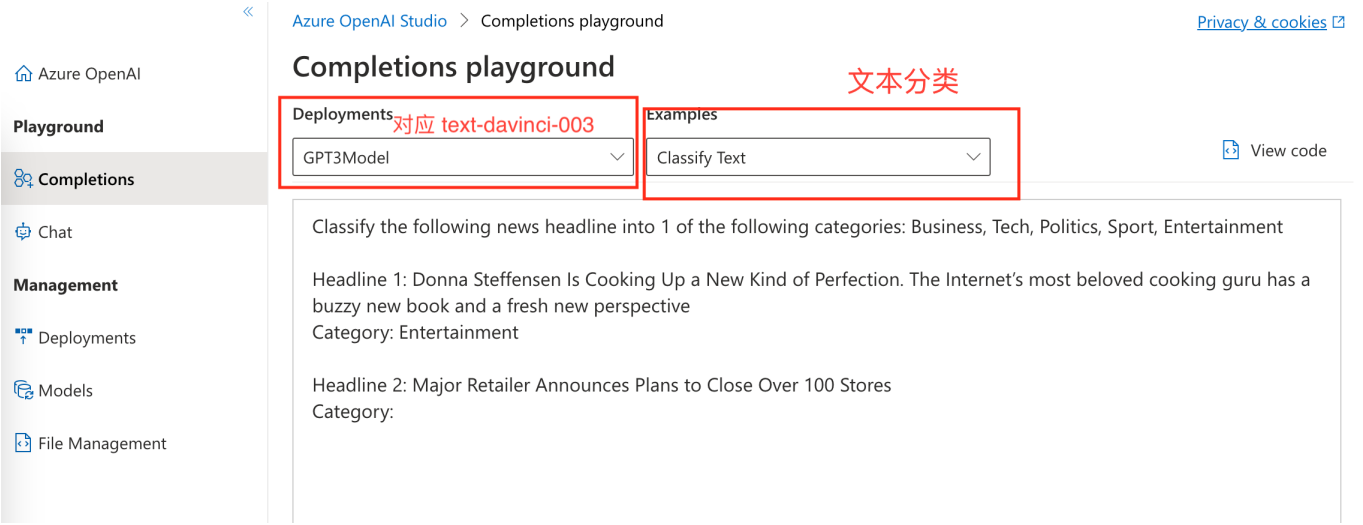 Azure OpenAI Studio > Completions playground
Privacy & cookies
Azure OpenAI
Completions playground
文本分类
Playground
Deployments
对应 text-davinci-003
Examples
GPT3Model
Classify Text
View code
Completions
Chat
Management
Deployments
Models
File Management
Classify the following news headline into 1 of the following categories: Business, Tech, Politics, Sport, Entertainment
Headline 1: Donna Steffensen Is Cooking Up a New Kind of Perfection. The Internet’s most beloved cooking guru has a
buzzy new book and a fresh new perspective
Category: Entertainment
Headline 2: Major Retailer Announces Plans to Close Over 100 Stores
Category: